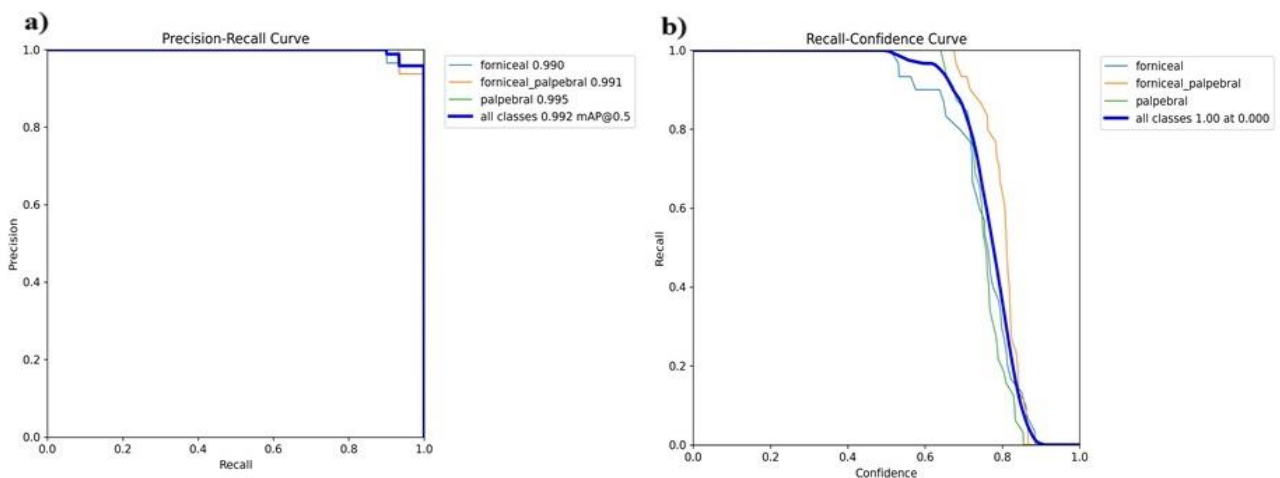 a)
Precision-Recall Curve
1.0
0.8
0.6
0.4
0.2
0.0
Precision
0.0 0.2 0.4 0.6 0.8 1.0
Recall
forniceal 0.990
forniceal_palpebral 0.991
palpebral 0.995
all classes 0.992 mAP@0.5
b)
Recall-Confidence Curve
1.0
0.8
0.6
0.4
0.2
0.0
Recall
0.0 0.2 0.4 0.6 0.8 1.0
Confidence
forniceal
forniceal_palpebral
palpebral
all classes 1.00 at 0.000